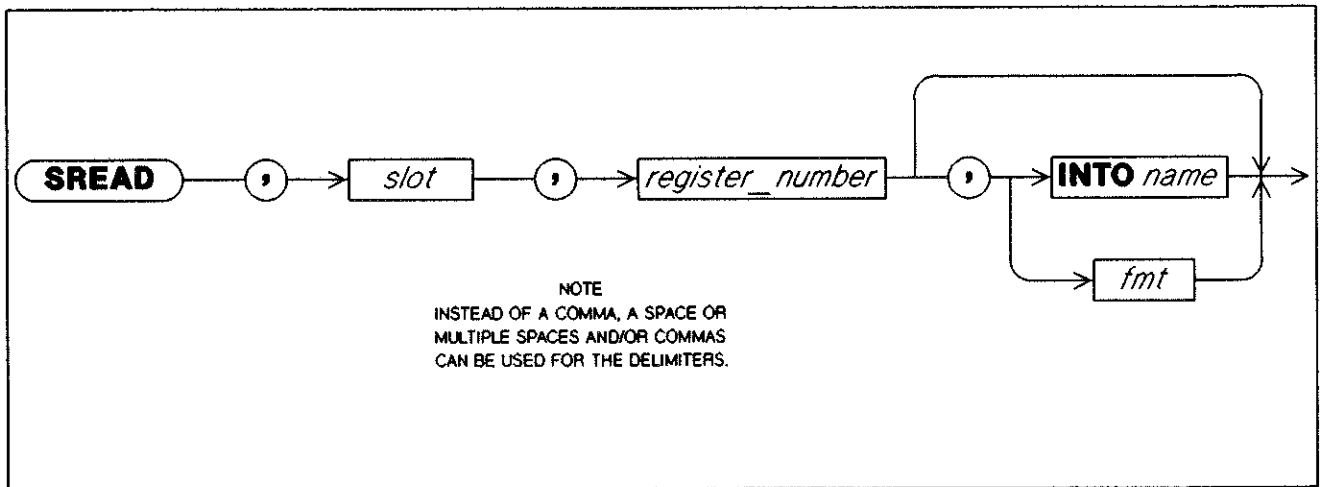 SREAD , slot , register_number , INTO name
fmt
NOTE
INSTEAD OF A COMMA, A SPACE OR
MULTIPLE SPACES AND/OR COMMAS
CAN BE USED FOR THE DELIMITERS.